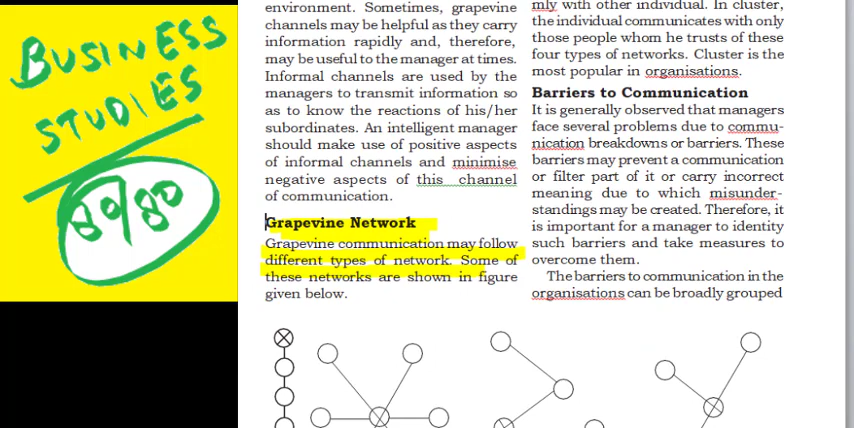 BUSINESS
STUDIES
80/80
environment. Sometimes, grapevine
channels may be helpful as they carry
information rapidly and, therefore,
may be useful to the manager at times.
Informal channels are used by the
managers to transmit information so
as to know the reactions of his/her
subordinates. An intelligent manager
should make use of positive aspects
of informal channels and minimise
negative aspects of this channel
of communication.
Grapevine Network
Grapevine communication may follow
different types of network. Some of
these networks are shown in figure
given below.
mly with other individual. In cluster,
the individual communicates with only
those people whom he trusts of these
four types of networks. Cluster is the
most popular in organisations.
Barriers to Communication
It is generally observed that managers
face several problems due to commu-
nication breakdowns or barriers. These
barriers may prevent a communication
or filter part of it or carry incorrect
meaning due to which misunder-
standings may be created. Therefore, it
is important for a manager to identity
such barriers and take measures to
overcome them.
The barriers to communication in the
organisations can be broadly grouped